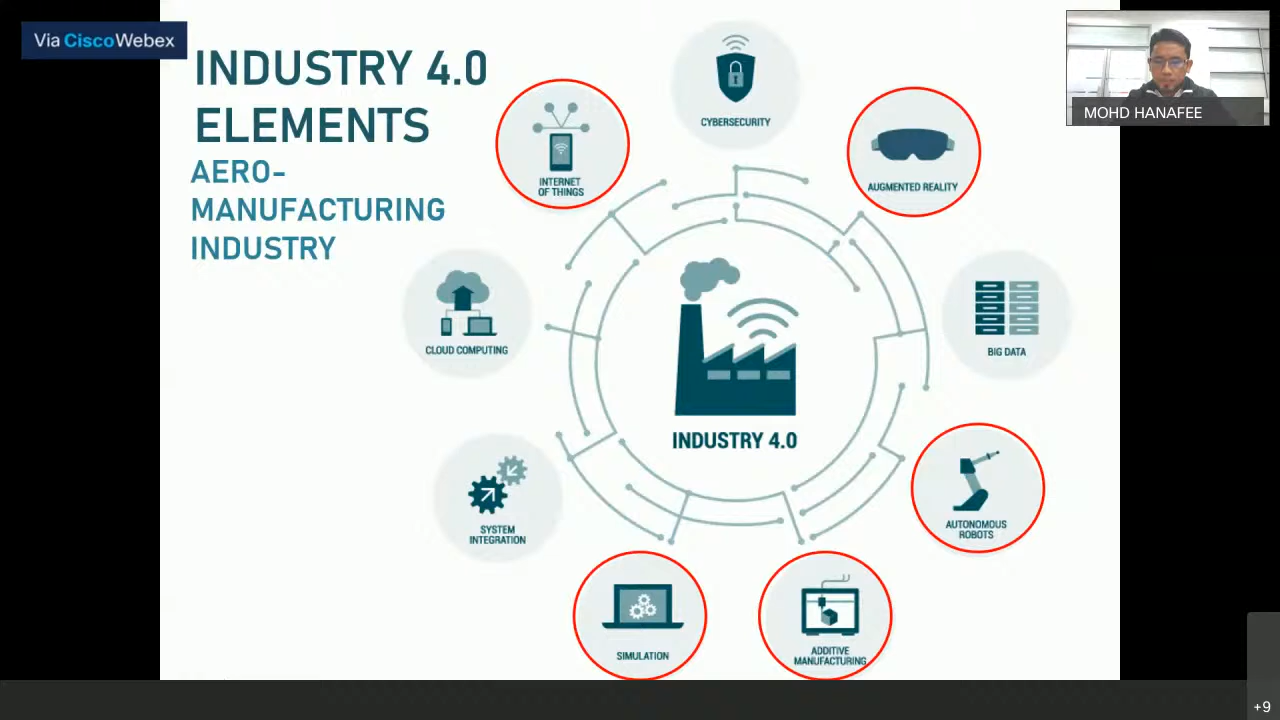 Via CiscoWebex
INDUSTRY 4.0
ELEMENTS
AERO-
MANUFACTURING
INDUSTRY
CYBERSECURITY
MOHD HANAFEE
INTERNET
OF THINGS
AUGMENTED REALITY
CLOUD COMPUTING
BIG DATA
INDUSTRY 4.0
SYSTEM
INTEGRATION
AUTONOMOUS
ROBOTS
SIMULATION
ADDITIVE
MANUFACTURING
+9